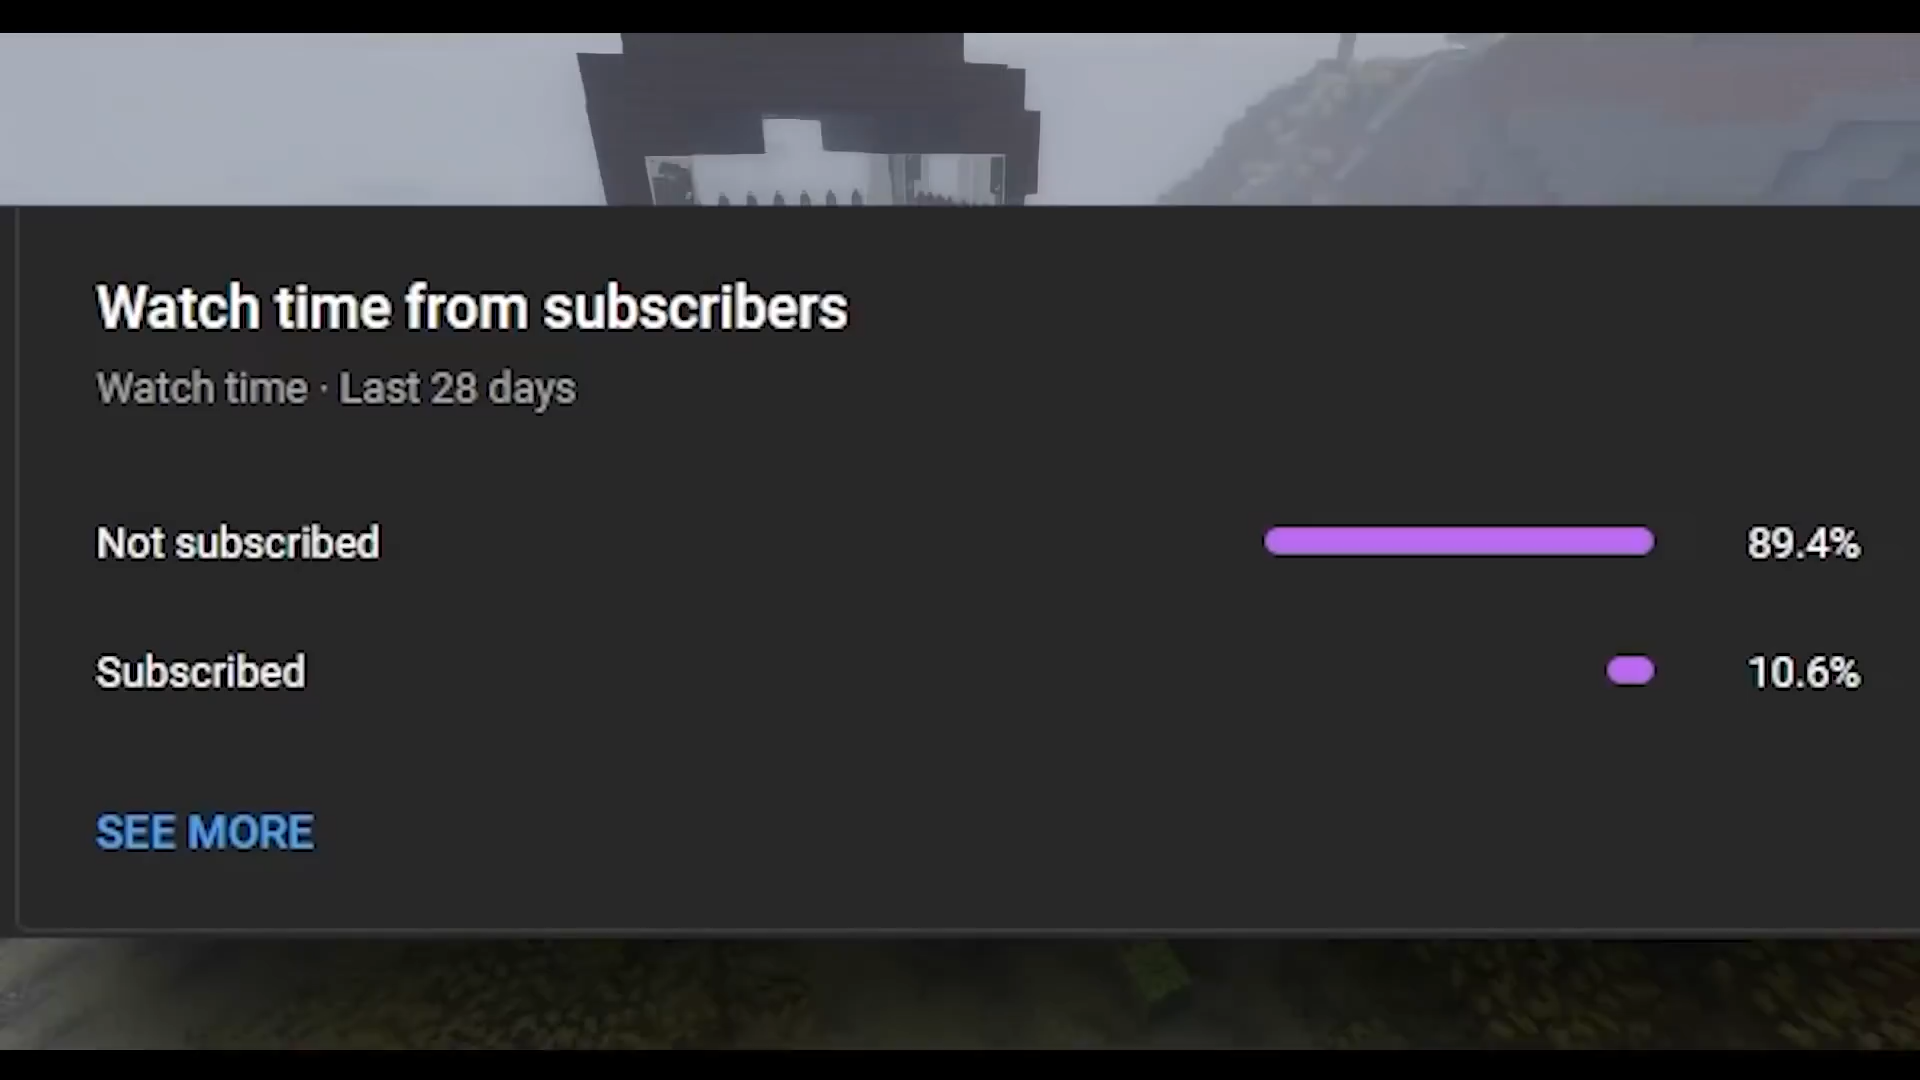 Watch time from subscribers
Watch time · Last 28 days
Not subscribed 89.4%
Subscribed 10.6%
SEE MORE